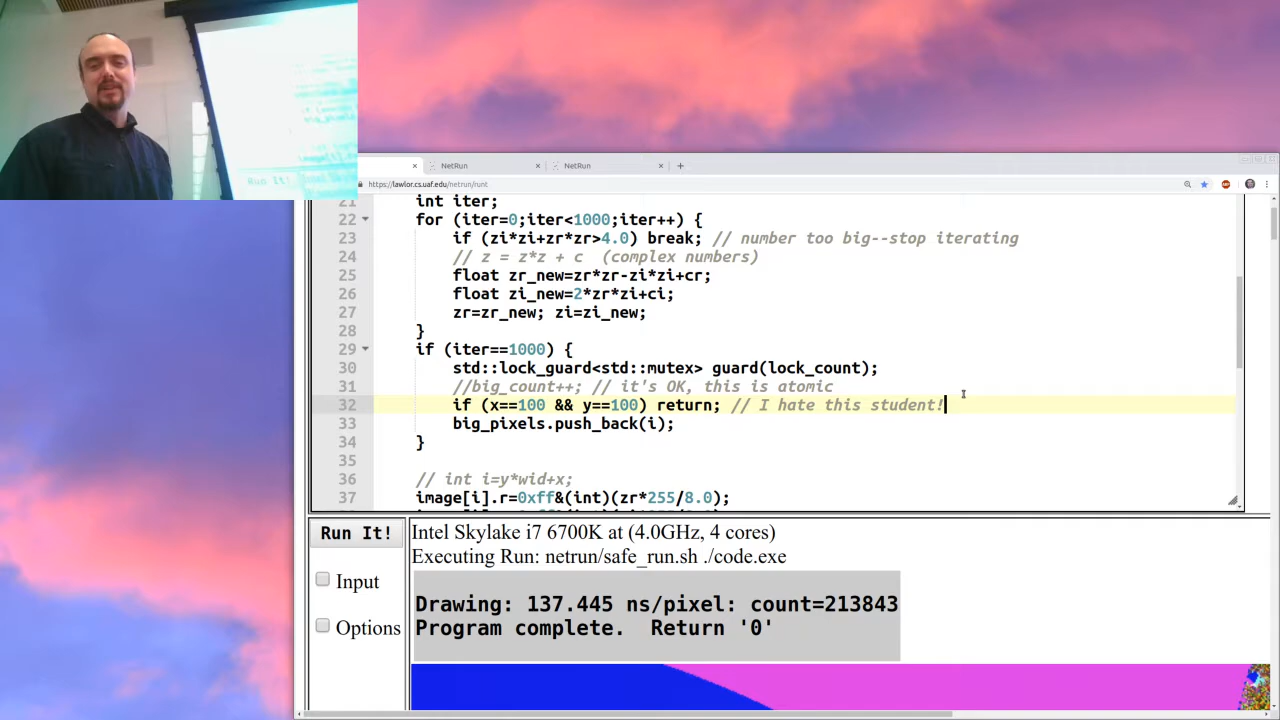 Run It!
NetRun
NetRun
https://lawlor.cs.uaf.edu/netrun/runt
21 int iter;
22 for (iter=0;iter<1000;iter++) {
23 if (zi*zi+zr*zr>4.0) break; // number too big--stop iterating
24 // z = z*z + c (complex numbers)
25 float zr_new=zr*zr-zi*zi+cr;
26 float zi_new=2*zr*zi+ci;
27 zr=zr_new; zi=zi_new;
28 }
29 if (iter==1000) {
30 std::lock_guard<std::mutex> guard(lock_count);
31 //big_count++; // it's OK, this is atomic
32 if (x==100 && y==100) return; // I hate this student!
33 big_pixels.push_back(i);
34 }
35
36 // int i=y*wid+x;
37 image[i].r=0xff&(int)(zr*255/8.0);
Run It!
Input
Options
Intel Skylake i7 6700K at (4.0GHz, 4 cores)
Executing Run: netrun/safe_run.sh ./code.exe
Drawing: 137.445 ns/pixel: count=213843
Program complete. Return '0'